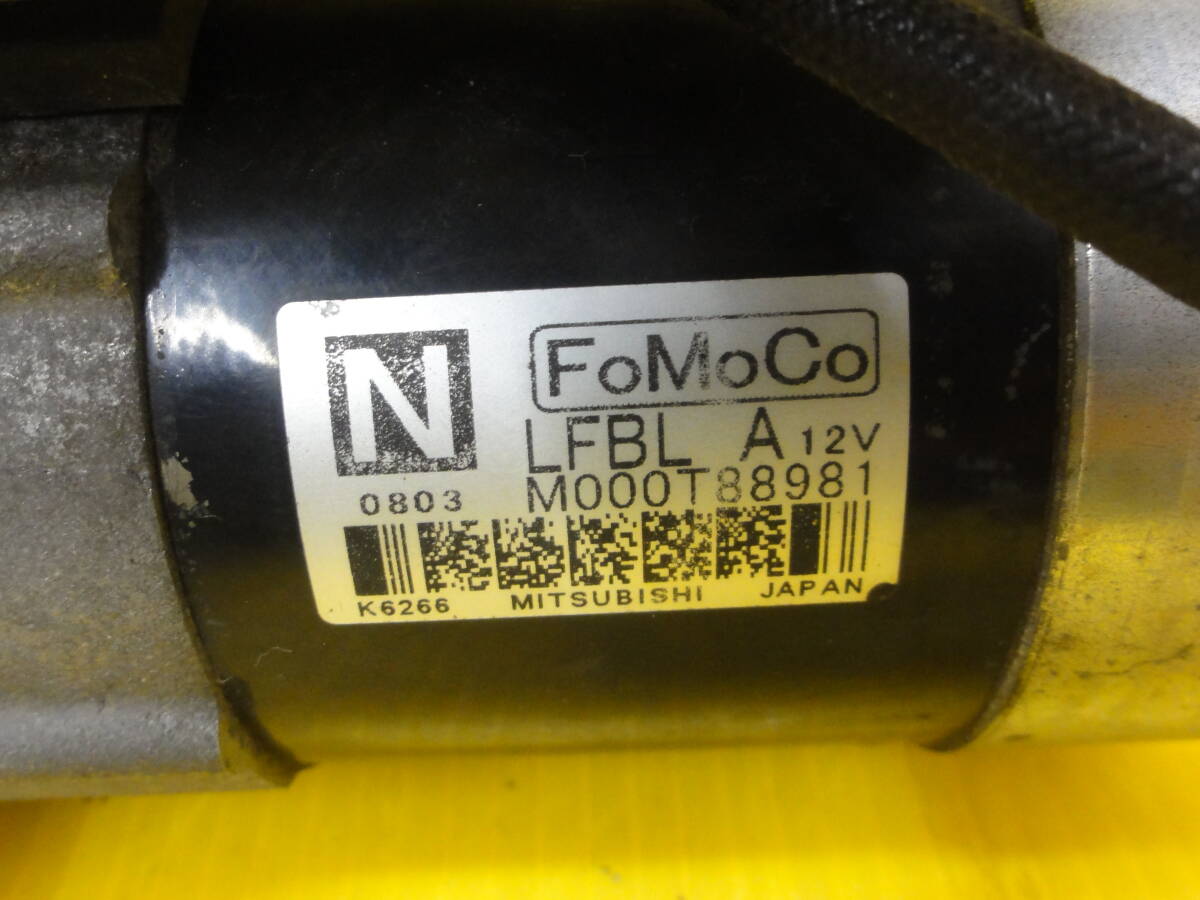 N
FoMoCo
LFBL A 12V
0803 M000T88981
K6266 MITSUBISHI JAPAN